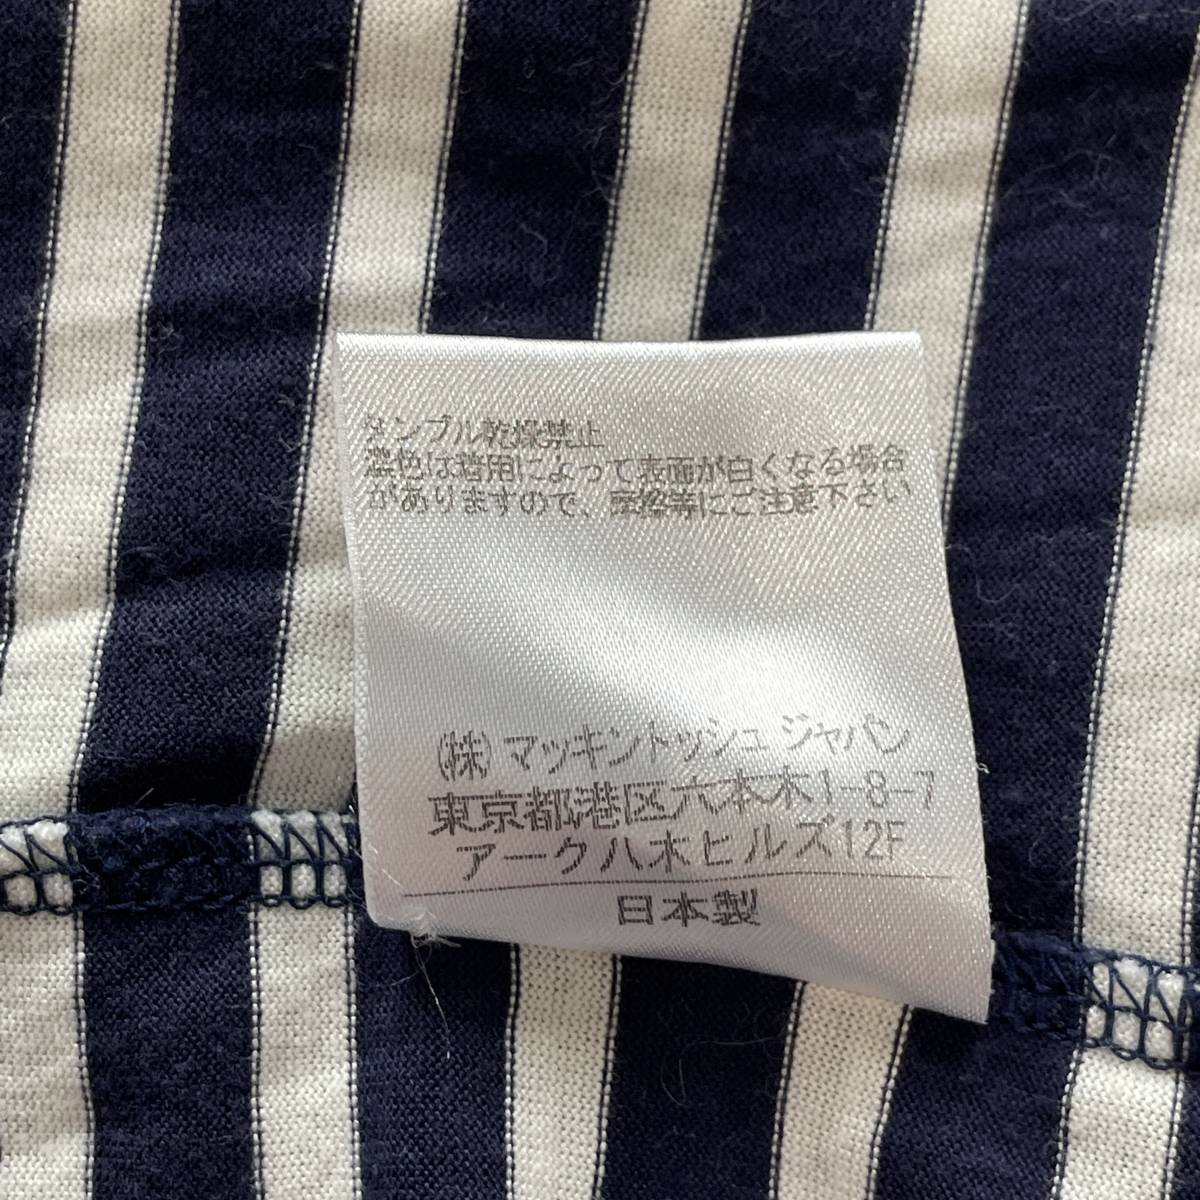 タンブル乾燥禁止
濃色は着用によって表面が白くなる場合
がありますので、摩擦等にご注意下さい
(株)マッキントッシュジャパン
東京都港区六本木1-8-7
アーク八木ヒルズ12F
日本製